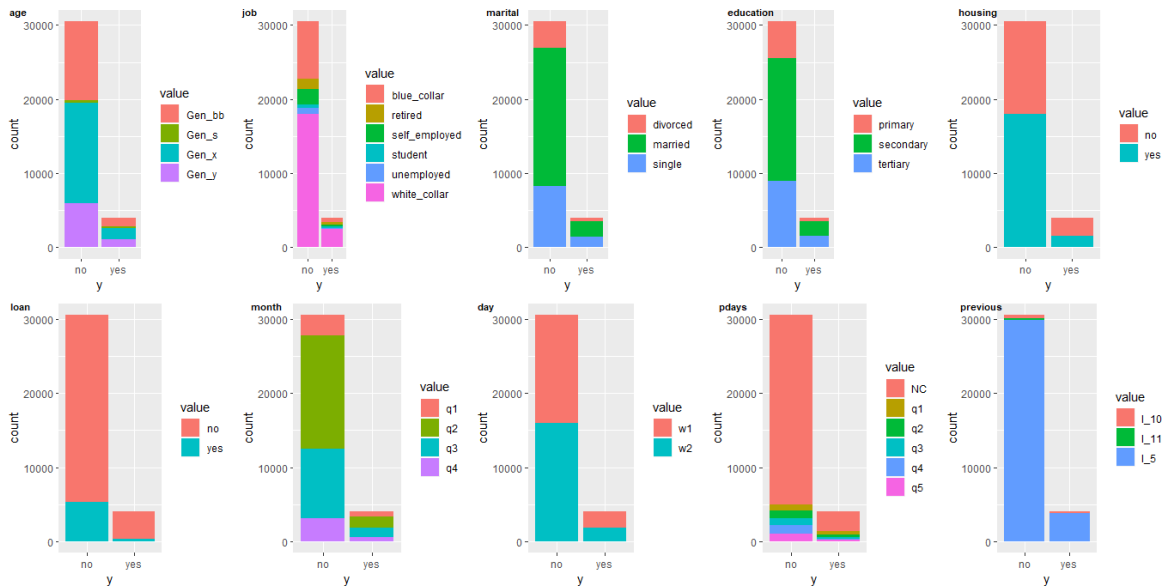 age
30000
20000
10000
0
count
no
yes
y
value
Gen_bb
Gen_s
Gen_x
Gen_y
job
30000
20000
10000
0
count
no
yes
y
value
blue_collar
retired
self_employed
student
unemployed
white_collar
marital
30000
20000
10000
0
count
no
yes
y
value
divorced
married
single
education
30000
20000
10000
0
count
no
yes
y
value
primary
secondary
tertiary
housing
30000
20000
10000
0
count
no
yes
y
value
no
yes
loan
30000
20000
10000
0
count
no
yes
y
value
no
yes
month
30000
20000
10000
0
count
no
yes
y
value
q1
q2
q3
q4
day
30000
20000
10000
0
count
no
yes
y
value
w1
w2
pdays
30000
20000
10000
0
count
no
yes
y
value
NC
q1
q2
q3
q4
q5
previous
30000
20000
10000
0
count
no
yes
y
value
l_10
l_11
l_5